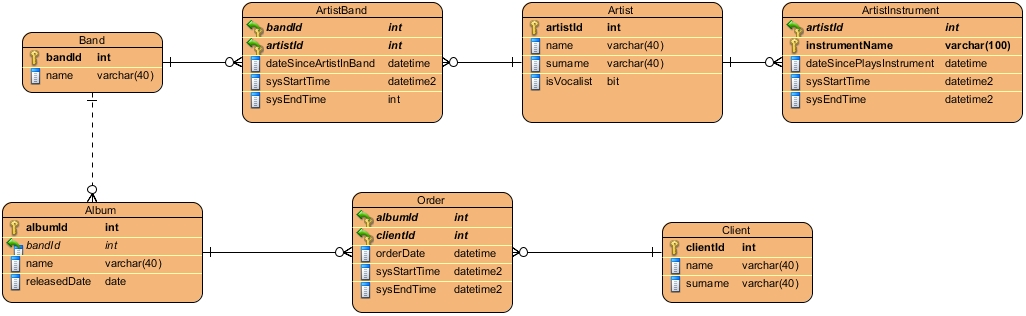 Band
bandId int
name varchar(40)
ArtistBand
bandId int
artistId int
dateSinceArtistInBand datetime
sysStartTime datetime2
sysEndTime int
Artist
artistId int
name varchar(40)
surname varchar(40)
isVocalist bit
ArtistInstrument
artistId int
instrumentName varchar(100)
dateSincePlaysInstrument datetime
sysStartTime datetime2
sysEndTime datetime2
Album
albumId int
bandId int
name varchar(40)
releasedDate date
Order
albumId int
clientId int
orderDate datetime
sysStartTime datetime2
sysEndTime datetime2
Client
clientId int
name varchar(40)
surname varchar(40)